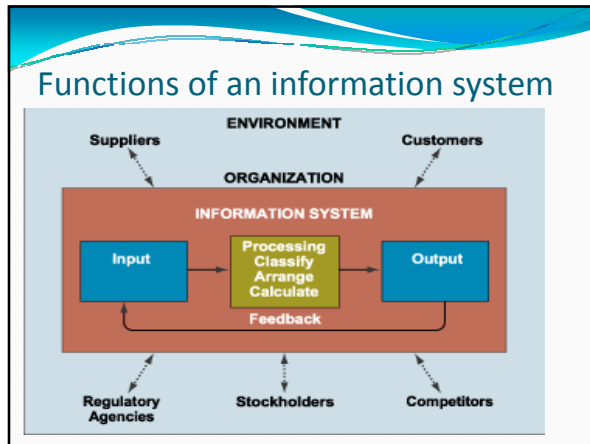 Functions of an information system
ENVIRONMENT
Suppliers
Customers
ORGANIZATION
INFORMATION SYSTEM
Input
Processing
Classify
Arrange
Calculate
Output
Feedback
Regulatory
Agencies
Stockholders
Competitors